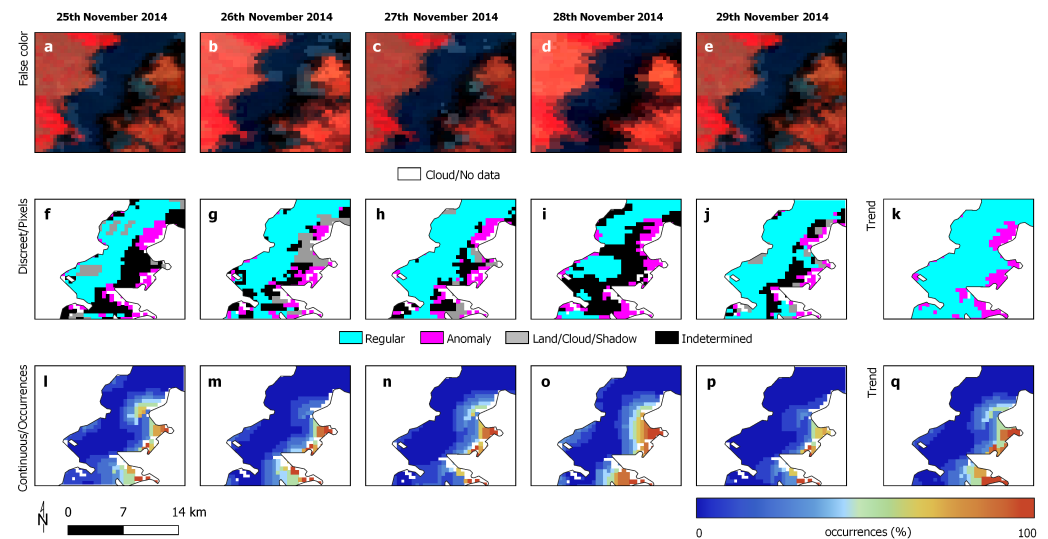 25th November 2014 26th November 2014 27th November 2014 28th November 2014 29th November 2014
False color
a b c d e
Cloud/No data
Discreet/Pixels
f g h i j
Trend
k
Regular Anomaly Land/Cloud/Shadow Indetermined
Continuous/Occurrences
l m n o p
Trend
q
N
0 7 14 km
0 occurrences (%) 100